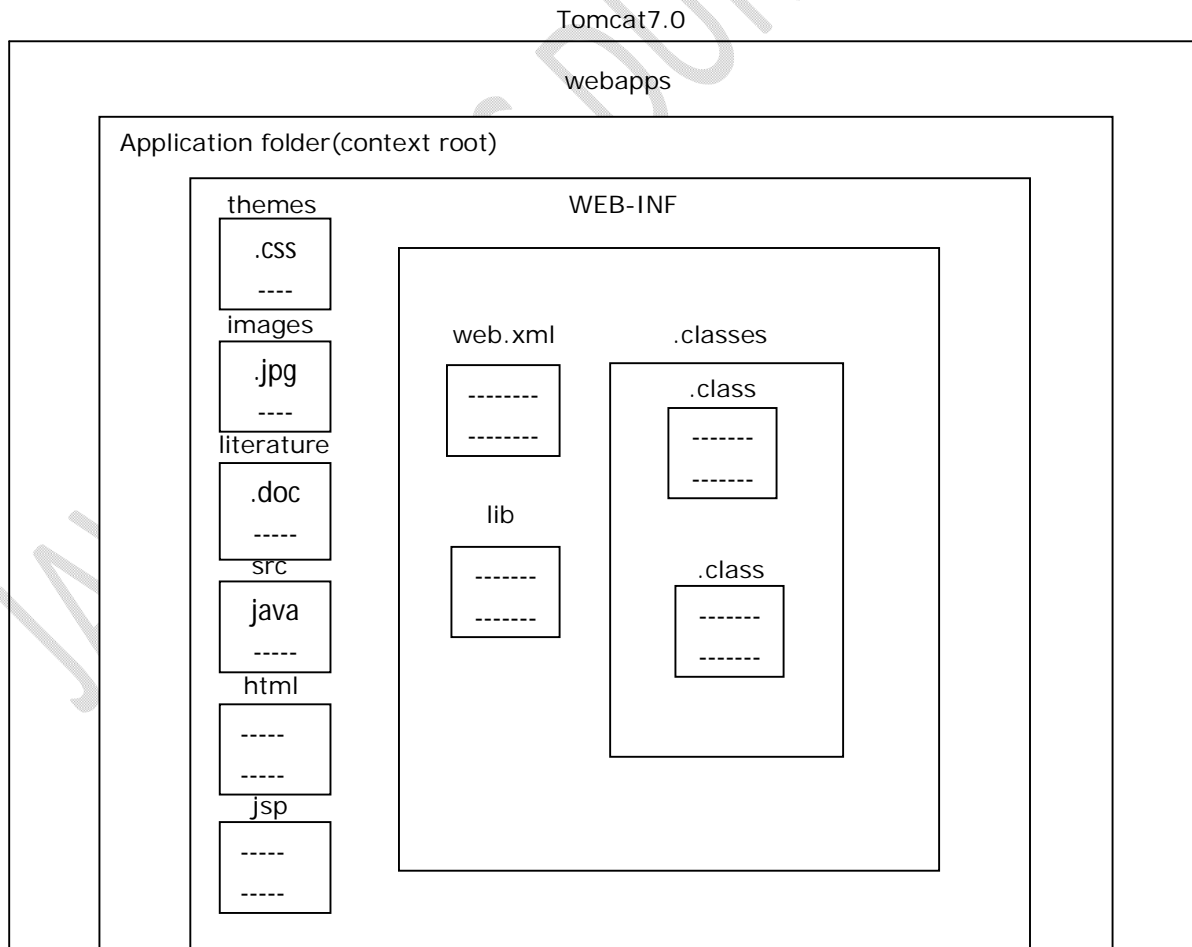 Tomcat7.0
webapps
Application folder(context root)
themes
WEB-INF
.css
----
images
web.xml
.classes
.jpg
----
--------
--------
.class
-------
-------
literature
.doc
-----
lib
-------
-------
src
java
-----
.class
-------
-------
html
-----
-----
jsp
-----
-----